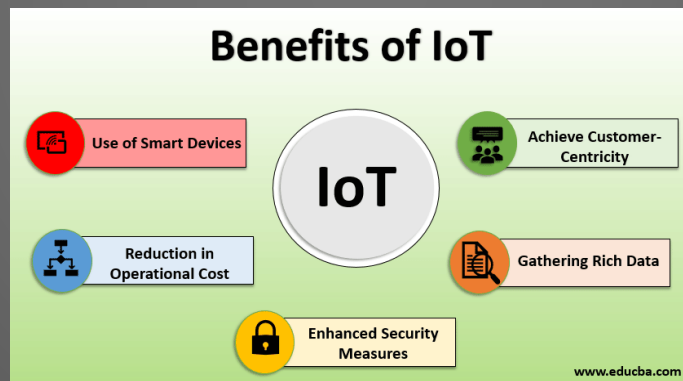 Benefits of IoT
Use of Smart Devices
IoT
Achieve Customer-
Centricity
Reduction in
Operational Cost
Gathering Rich Data
Enhanced Security
Measures
www.educba.com